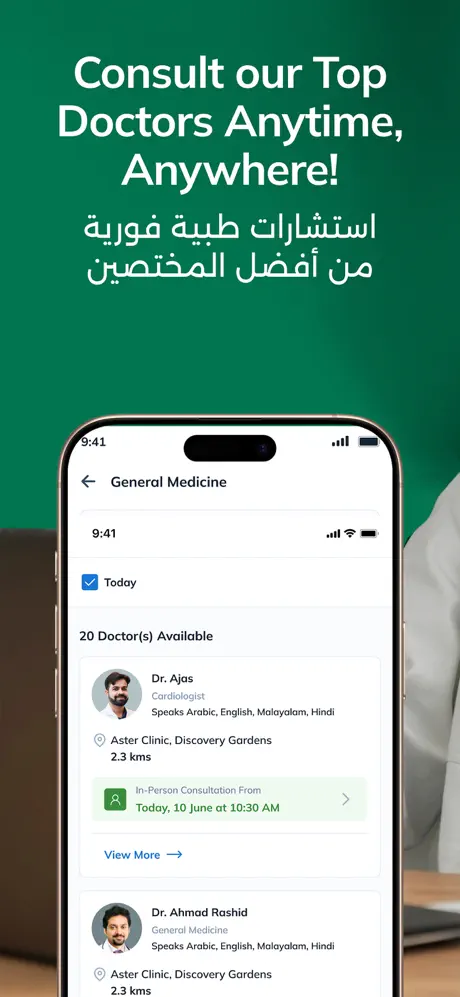 Consult our Top
Doctors Anytime,
Anywhere!
استشارات طبية فورية
من أفضل المختصين
9:41
General Medicine
9:41
Today
20 Doctor(s) Available
Dr. Ajas
Cardiologist
Speaks Arabic, English, Malayalam, Hindi
Aster Clinic, Discovery Gardens
2.3 kms
In-Person Consultation From
Today, 10 June at 10:30 AM
View More
Dr. Ahmad Rashid
General Medicine
Speaks Arabic, English, Malayalam, Hindi
Aster Clinic, Discovery Gardens
2.3 kms